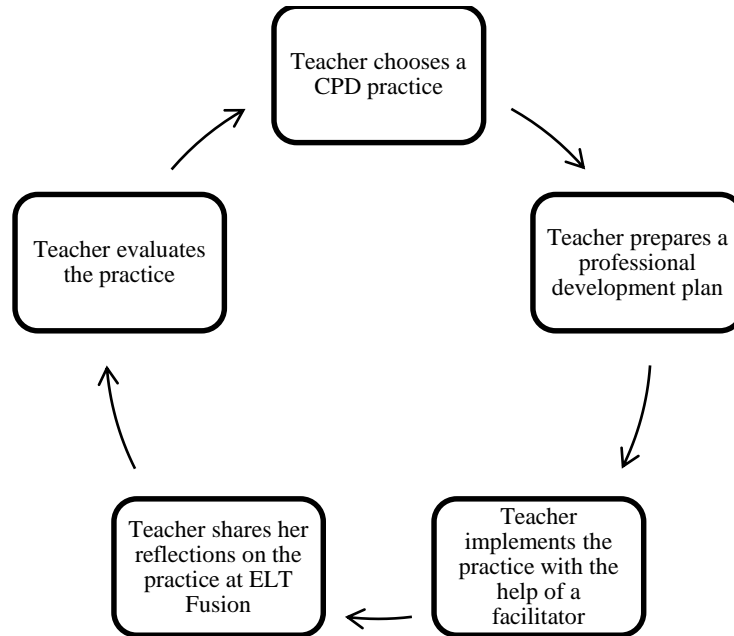 Teacher chooses a
CPD practice
Teacher prepares a
professional
development plan
Teacher
implements the
practice with the
help of a
facilitator
Teacher shares her
reflections on the
practice at ELT
Fusion
Teacher evaluates
the practice